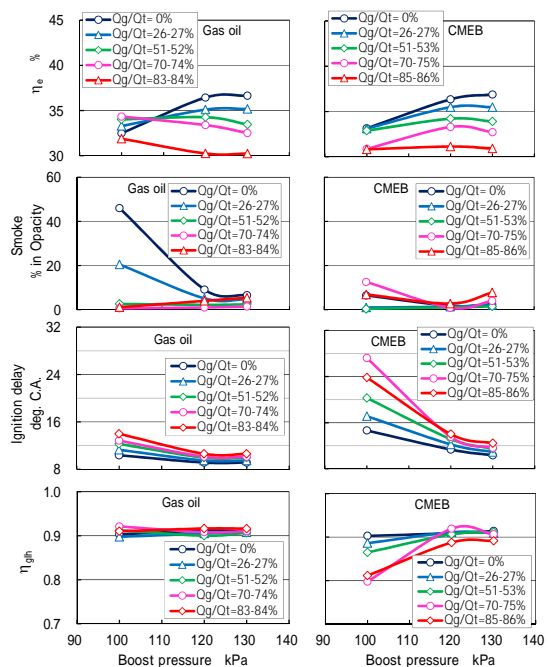 45
40
35
30
η e %
Gas oil
Qg/Qt= 0%
Qg/Qt=26-27%
Qg/Qt=51-52%
Qg/Qt=70-74%
Qg/Qt=83-84%
CMEB
Qg/Qt= 0%
Qg/Qt=26-27%
Qg/Qt=51-53%
Qg/Qt=70-75%
Qg/Qt=85-86%
60
40
20
0
Smoke
% in Opacity
Gas oil
Qg/Qt= 0%
Qg/Qt=26-27%
Qg/Qt=51-52%
Qg/Qt=70-74%
Qg/Qt=83-84%
CMEB
Qg/Qt= 0%
Qg/Qt=26-27%
Qg/Qt=51-53%
Qg/Qt=70-75%
Qg/Qt=85-86%
32
24
16
8
Ignition delay
deg. C.A.
Gas oil
Qg/Qt= 0%
Qg/Qt=26-27%
Qg/Qt=51-52%
Qg/Qt=70-74%
Qg/Qt=83-84%
CMEB
Qg/Qt= 0%
Qg/Qt=26-27%
Qg/Qt=51-53%
Qg/Qt=70-75%
Qg/Qt=85-86%
1.0
0.9
0.8
0.7
η glh
Gas oil
Qg/Qt= 0%
Qg/Qt=26-27%
Qg/Qt=51-52%
Qg/Qt=70-74%
Qg/Qt=83-84%
CMEB
Qg/Qt= 0%
Qg/Qt=26-27%
Qg/Qt=51-53%
Qg/Qt=70-75%
Qg/Qt=85-86%
90 100 110 120 130 140
Boost pressure kPa
90 100 110 120 130 140
Boost pressure kPa